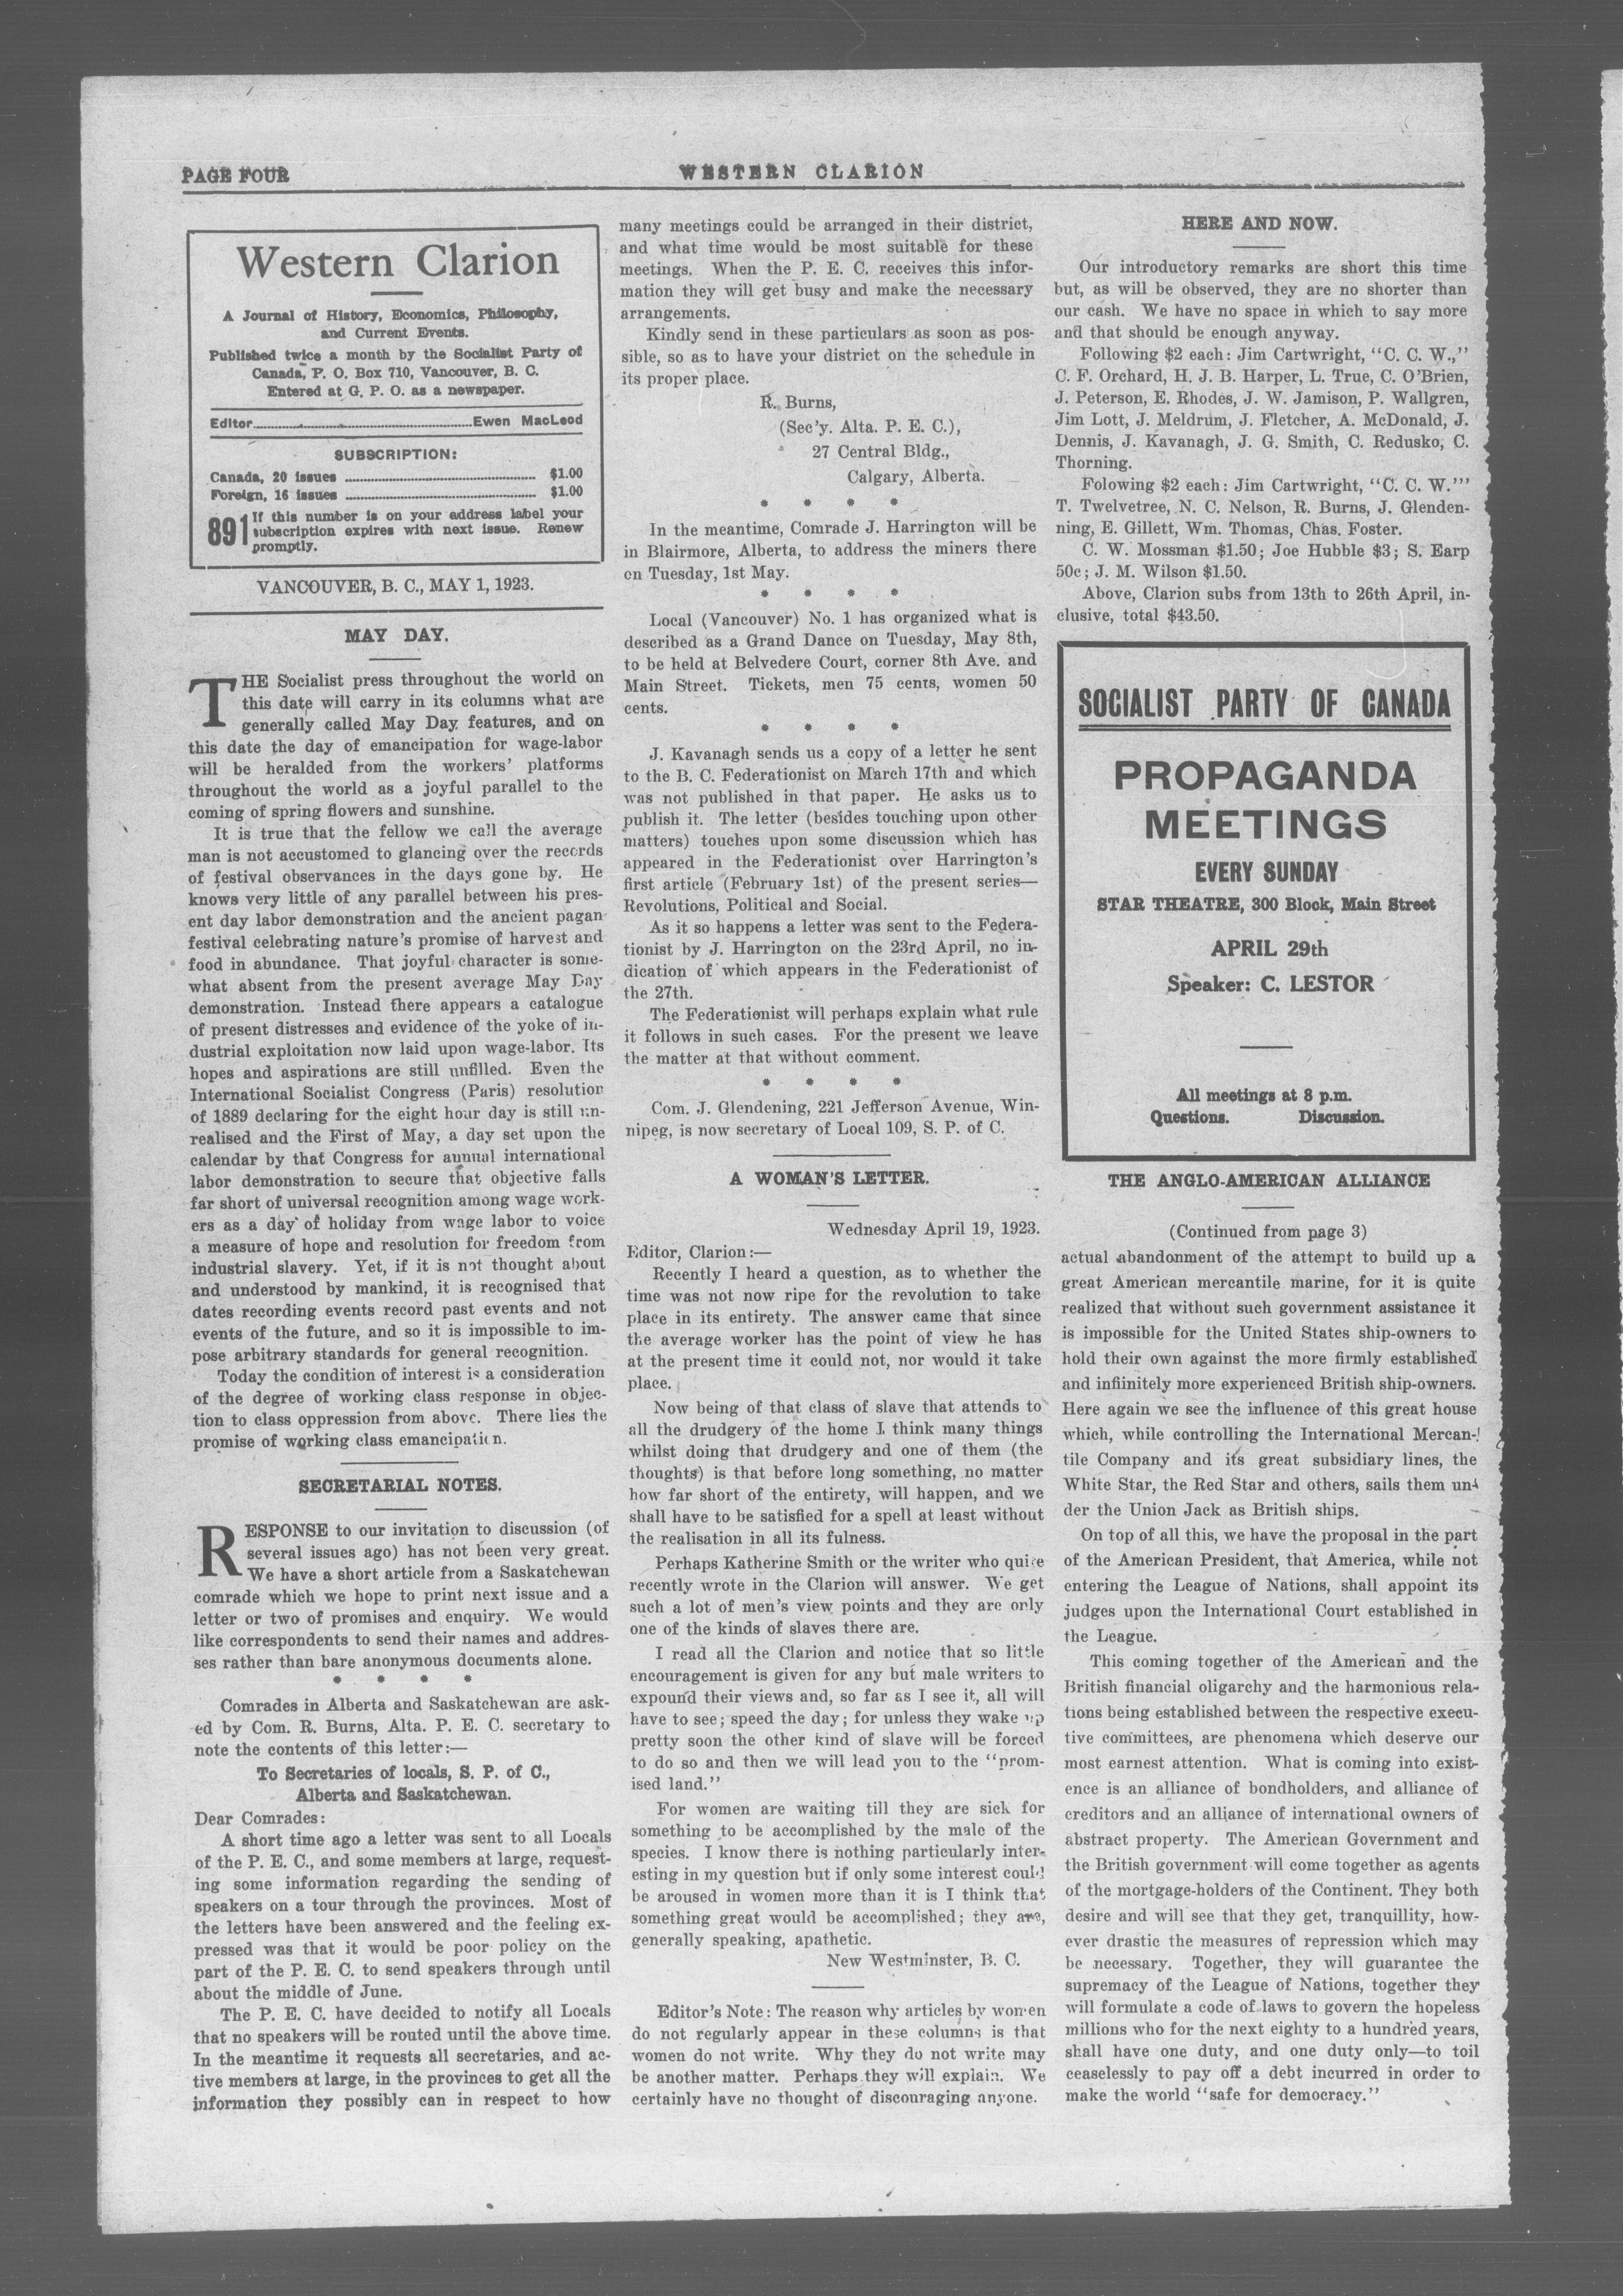 PAGE FOUR
WESTERN CLARION
Western Clarion
A Journal of History, Economics, Philosophy,
and Current Events.
Published twice a month by the Socialist Party of
Canada, P. O. Box 710, Vancouver, B. C.
Entered at G. P. O. as a newspaper.
Editor..........Ewen MacLeod
SUBSCRIPTION:
Canada, 20 issues .......... $1.00
Foreign, 16 issues .......... $1.00
891 If this number is on your address label your
subscription expires with next issue. Renew
promptly.
VANCOUVER, B. C., MAY 1, 1923.
MAY DAY.
THE Socialist press throughout the world on
this date will carry in its columns what are
generally called May Day features, and on
this date the day of emancipation for wage-labor
will be heralded from the workers' platforms
throughout the world as a joyful parallel to the
coming of spring flowers and sunshine.
It is true that the fellow we call the average
man is not accustomed to glancing over the records
of festival observances in the days gone by. He
knows very little of any parallel between his pres-
ent day labor demonstration and the ancient pagan
festival celebrating nature's promise of harvest and
food in abundance. That joyful character is some-
what absent from the present average May Day
demonstration. Instead there appears a catalogue
of present distresses and evidence of the yoke of in-
dustrial exploitation now laid upon wage-labor. Its
hopes and aspirations are still unfilled. Even the
International Socialist Congress (Paris) resolution
of 1889 declaring for the eight hour day is still un-
realised and the First of May, a day set upon the
calendar by that Congress for annual international
labor demonstration to secure that objective falls
far short of universal recognition among wage work-
ers as a day of holiday from wage labor to voice
a measure of hope and resolution for freedom from
industrial slavery. Yet, if it is not thought about
and understood by mankind, it is recognised that
dates recording events record past events and not
events of the future, and so it is impossible to im-
pose arbitrary standards for general recognition.
Today the condition of interest is a consideration
of the degree of working class response in objec-
tion to class oppression from above. There lies the
promise of working class emancipation.
SECRETARIAL NOTES.
RESPONSE to our invitation to discussion (of
several issues ago) has not been very great.
We have a short article from a Saskatchewan
comrade which we hope to print next issue and a
letter or two of promises and enquiry. We would
like correspondents to send their names and addres-
ses rather than bare anonymous documents alone.
* * * *
Comrades in Alberta and Saskatchewan are ask-
ed by Com. R. Burns, Alta. P. E. C. secretary to
note the contents of this letter:—
To Secretaries of locals, S. P. of C.,
Alberta and Saskatchewan.
Dear Comrades:
A short time ago a letter was sent to all Locals
of the P. E. C., and some members at large, request-
ing some information regarding the sending of
speakers on a tour through the provinces. Most of
the letters have been answered and the feeling ex-
pressed was that it would be poor policy on the
part of the P. E. C. to send speakers through until
about the middle of June.
The P. E. C. have decided to notify all Locals
that no speakers will be routed until the above time.
In the meantime it requests all secretaries, and ac-
tive members at large, in the provinces to get all the
information they possibly can in respect to how
many meetings could be arranged in their district,
and what time would be most suitable for these
meetings. When the P. E. C. receives this infor-
mation they will get busy and make the necessary
arrangements.
Kindly send in these particulars as soon as pos-
sible, so as to have your district on the schedule in
its proper place.
R. Burns,
(Sec'y. Alta. P. E. C.),
27 Central Bldg.,
Calgary, Alberta.
* * * *
In the meantime, Comrade J. Harrington will be
in Blairmore, Alberta, to address the miners there
on Tuesday, 1st May.
* * * *
Local (Vancouver) No. 1 has organized what is
described as a Grand Dance on Tuesday, May 8th,
to be held at Belvedere Court, corner 8th Ave. and
Main Street. Tickets, men 75 cents, women 50
cents.
* * * *
J. Kavanagh sends us a copy of a letter he sent
to the B. C. Federationist on March 17th and which
was not published in that paper. He asks us to
publish it. The letter (besides touching upon other
matters) touches upon some discussion which has
appeared in the Federationist over Harrington's
first article (February 1st) of the present series—
Revolutions, Political and Social.
As it so happens a letter was sent to the Federa-
tionist by J. Harrington on the 23rd April, no in-
dication of which appears in the Federationist of
the 27th.
The Federationist will perhaps explain what rule
it follows in such cases. For the present we leave
the matter at that without comment.
* * * *
Com. J. Glendening, 221 Jefferson Avenue, Win-
nipeg, is now secretary of Local 109, S. P. of C.
A WOMAN'S LETTER.
Wednesday April 19, 1923.
Editor, Clarion:—
Recently I heard a question, as to whether the
time was not now ripe for the revolution to take
place in its entirety. The answer came that since
the average worker has the point of view he has
at the present time it could not, nor would it take
place.
Now being of that class of slave that attends to
all the drudgery of the home I think many things
whilst doing that drudgery and one of them (the
thoughts) is that before long something, no matter
how far short of the entirety, will happen, and we
shall have to be satisfied for a spell at least without
the realisation in all its fulness.
Perhaps Katherine Smith or the writer who quite
recently wrote in the Clarion will answer. We get
such a lot of men's view points and they are only
one of the kinds of slaves there are.
I read all the Clarion and notice that so little
encouragement is given for any but male writers to
expound their views and, so far as I see it, all will
have to see; speed the day; for unless they wake up
pretty soon the other kind of slave will be forced
to do so and then we will lead you to the "prom-
ised land."
For women are waiting till they are sick for
something to be accomplished by the male of the
species. I know there is nothing particularly inter-
esting in my question but if only some interest could
be aroused in women more than it is I think that
something great would be accomplished; they are,
generally speaking, apathetic.
New Westminster, B. C.
Editor's Note: The reason why articles by women
do not regularly appear in these columns is that
women do not write. Why they do not write may
be another matter. Perhaps they will explain. We
certainly have no thought of discouraging anyone.
HERE AND NOW.
Our introductory remarks are short this time
but, as will be observed, they are no shorter than
our cash. We have no space in which to say more
and that should be enough anyway.
Following $2 each: Jim Cartwright, "C. C. W.,"
C. F. Orchard, H. J. B. Harper, L. True, C. O'Brien,
J. Peterson, E. Rhodes, J. W. Jamison, P. Wallgren,
Jim Lott, J. Meldrum, J. Fletcher, A. McDonald, J.
Dennis, J. Kavanagh, J. G. Smith, C. Redusko, C.
Thorning.
Folowing $2 each: Jim Cartwright, "C. C. W."'
T. Twelvetree, N. C. Nelson, R. Burns, J. Glenden-
ning, E. Gillett, Wm. Thomas, Chas. Foster.
C. W. Mossman $1.50; Joe Hubble $3; S. Earp
50c; J. M. Wilson $1.50.
Above, Clarion subs from 13th to 26th April, in-
clusive, total $43.50.
SOCIALIST PARTY OF CANADA
PROPAGANDA
MEETINGS
EVERY SUNDAY
STAR THEATRE, 300 Block, Main Street
APRIL 29th
Speaker: C. LESTOR
All meetings at 8 p.m.
Questions. Discussion.
THE ANGLO-AMERICAN ALLIANCE
(Continued from page 3)
actual abandonment of the attempt to build up a
great American mercantile marine, for it is quite
realized that without such government assistance it
is impossible for the United States ship-owners to
hold their own against the more firmly established
and infiinitely more experienced British ship-owners.
Here again we see the influence of this great house
which, while controlling the International Mercan-
tile Company and its great subsidiary lines, the
White Star, the Red Star and others, sails them un-
der the Union Jack as British ships.
On top of all this, we have the proposal in the part
of the American President, that America, while not
entering the League of Nations, shall appoint its
judges upon the International Court established in
the League.
This coming together of the American and the
British financial oligarchy and the harmonious rela-
tions being established between the respective execu-
tive committees, are phenomena which deserve our
most earnest attention. What is coming into exist-
ence is an alliance of bondholders, and alliance of
creditors and an alliance of international owners of
abstract property. The American Government and
the British government will come together as agents
of the mortgage-holders of the Continent. They both
desire and will see that they get, tranquillity, how-
ever drastic the measures of repression which may
be necessary. Together, they will guarantee the
supremacy of the League of Nations, together they
will formulate a code of laws to govern the hopeless
millions who for the next eighty to a hundred years,
shall have one duty, and one duty only—to toil
ceaselessly to pay off a debt incurred in order to
make the world "safe for democracy."